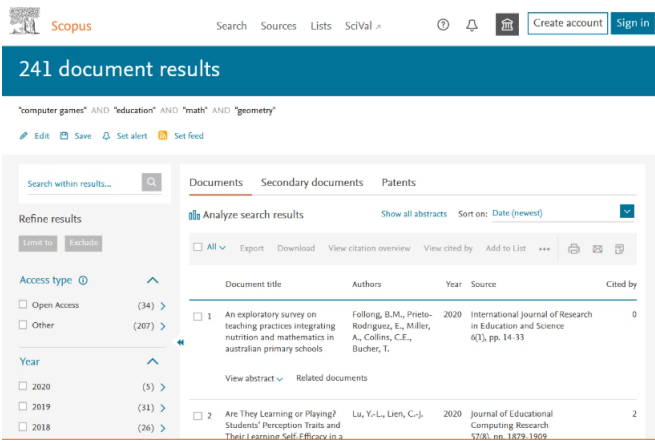 Scopus
Search Sources Lists SciVal ↗
Create account Sign in
241 document results
"computer games" AND "education" AND "math" AND "geometry"
Edit Save Set alert Set feed
Search within results...
Refine results
Limit to Exclude
Access type
Open Access (34)
Other (207)
Year
2020 (5)
2019 (31)
2018 (26)
Documents Secondary documents Patents
Analyze search results Show all abstracts Sort on: Date (newest)
All Export Download View citation overview View cited by Add to List •••
Document title Authors Year Source Cited by
1 An exploratory survey on Follong, B.M., Prieto- 2020 International Journal of Research 0
teaching practices integrating Rodriguez, E., Miller, in Education and Science
nutrition and mathematics in A., Collins, C.E., 6(1), pp. 14-33
australian primary schools Bucher, T.
View abstract Related documents
2 Are They Learning or Playing? Lu, Y.-L., Lien, C.-J. 2020 Journal of Educational 2
Students' Perception Traits and Computing Research
Their Learning Self-Efficacy in a 57(8), pp. 1879-1909